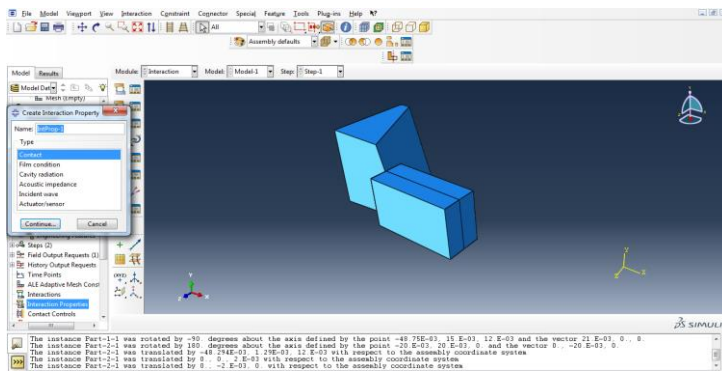 File Model Viewport View Interaction Constraint Connector Special Feature Tools Plug-ins Help
All
Assembly defaults
Model Results Module: Interaction Model: Model-1 Step: Step-1
Model Dat
Mesh (Empty)
Create Interaction Property
Name: IntProp-1
Type
Contact
Film condition
Cavity radiation
Acoustic impedance
Incident wave
Actuator/sensor
Continue... Cancel
Steps (2)
Field Output Requests (1)
History Output Requests
Time Points
ALE Adaptive Mesh Const
Interactions
Interaction Properties
Contact Controls
Y
X
y
x
SIMULI
The instance Part-1-1 was rotated by -90. degrees about the axis defined by the point -48.75E-03, 15.E-03, 12.E-03 and the vector 21.E-03, 0., 0.
The instance Part-2-1 was rotated by 180. degrees about the axis defined by the point -20.E-03, 20.E-03, 0. and the vector 0., -20.E-03, 0.
The instance Part-2-1 was translated by -48.294E-03, 1.29E-03, 12.E-03 with respect to the assembly coordinate system
The instance Part-2-1 was translated by 0., 0., 2.E-03 with respect to the assembly coordinate system
The instance Part-2-1 was translated by 0., -2.E-03, 0. with respect to the assembly coordinate system